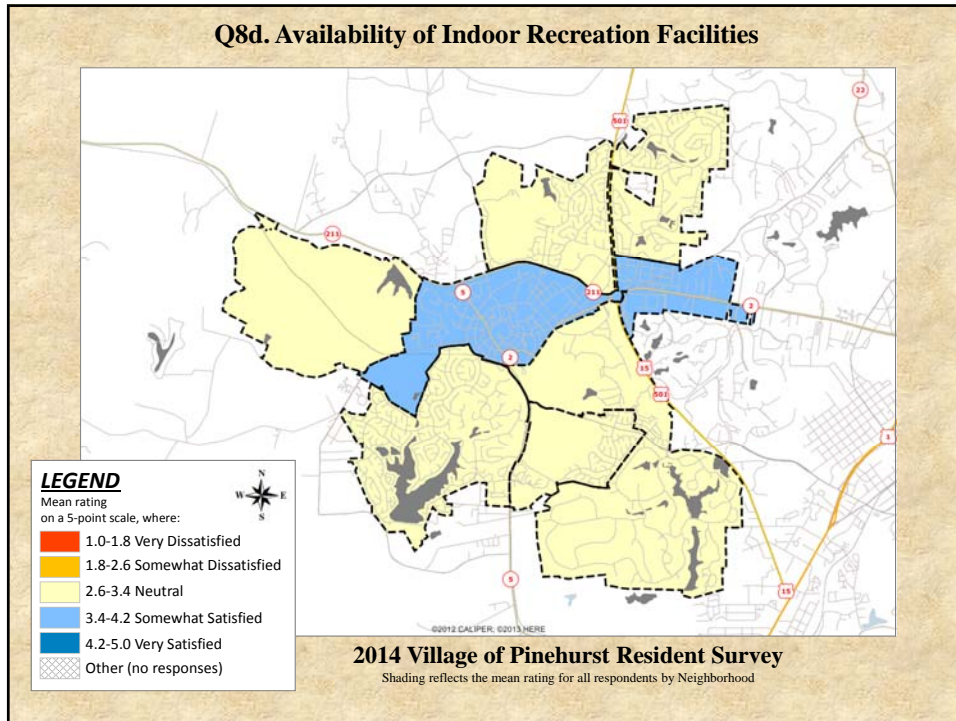 Q8d. Availability of Indoor Recreation Facilities
22
501
211
5
211
2
2
15
501
1
5
15
LEGEND
Mean rating
on a 5-point scale, where:
N
W E
S
1.0-1.8 Very Dissatisfied
1.8-2.6 Somewhat Dissatisfied
2.6-3.4 Neutral
3.4-4.2 Somewhat Satisfied
4.2-5.0 Very Satisfied
Other (no responses)
©2012 CALIPER, ©2013 HERE
2014 Village of Pinehurst Resident Survey
Shading reflects the mean rating for all respondents by Neighborhood